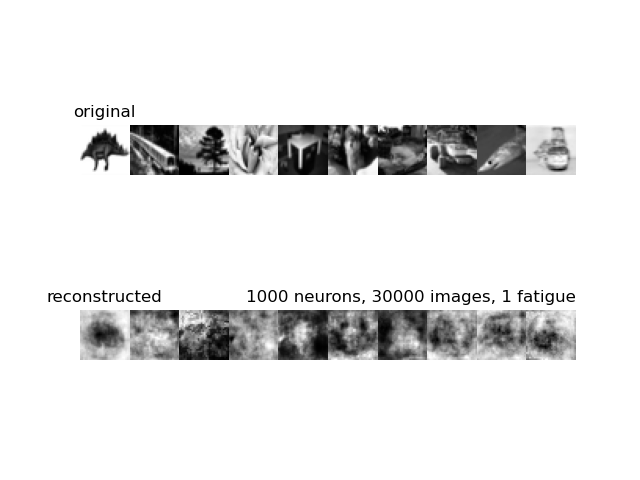 original
reconstructed
1000 neurons, 30000 images, 1 fatigue